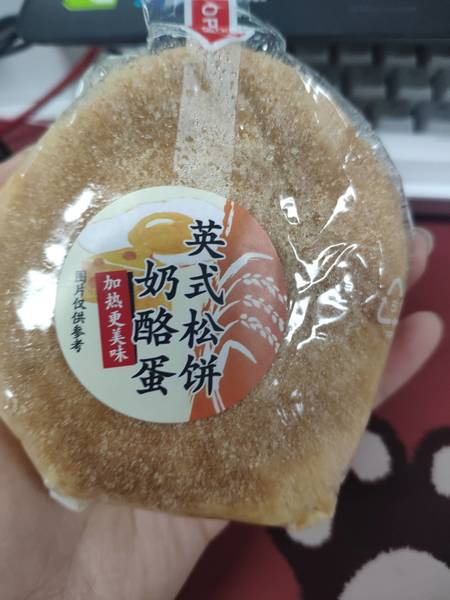 英式松饼
奶酪蛋
加热更美味
图片仅供参考